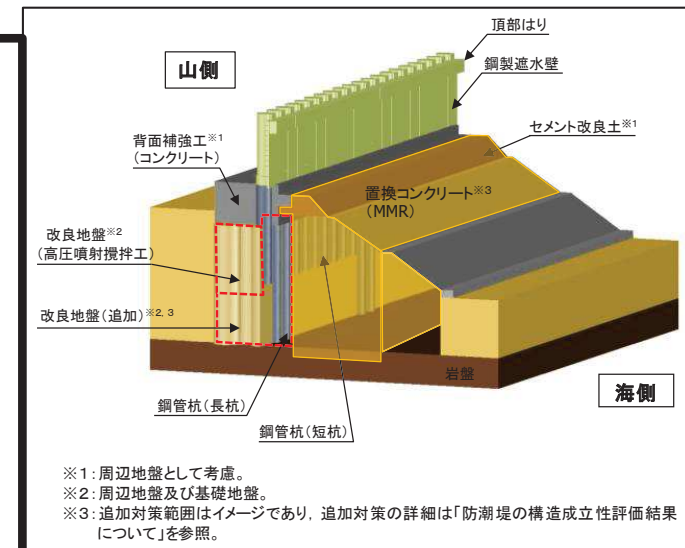 頂部はり
山側
鋼製遮水壁
セメント改良土※1
背面補強工※1
(コンクリート)
置換コンクリート※3
(MMR)
改良地盤※2
(高圧噴射攪拌工)
改良地盤(追加)※2, 3
岩盤
海側
鋼管杭(長杭)
鋼管杭(短杭)
※1:周辺地盤として考慮。
※2:周辺地盤及び基礎地盤。
※3:追加対策範囲はイメージであり,追加対策の詳細は「防潮堤の構造成立性評価結果
について」を参照。